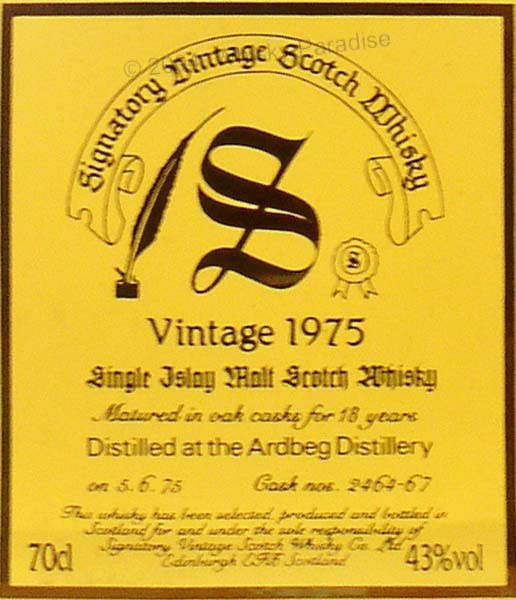 Signatory Vintage Scotch Whisky
S
S
Vintage 1975
Single Islay Malt Scotch Whisky
Matured in oak casks for 18 years
Distilled at the Ardbeg Distillery
on 5.6.75 Cask nos. 2464-67
This whisky has been selected, produced and bottled in
Scotland for and under the sole responsibility of
Signatory Vintage Scotch Whisky Co. Ltd
Edinburgh Scotland
70cl 43%vol
© Paradise